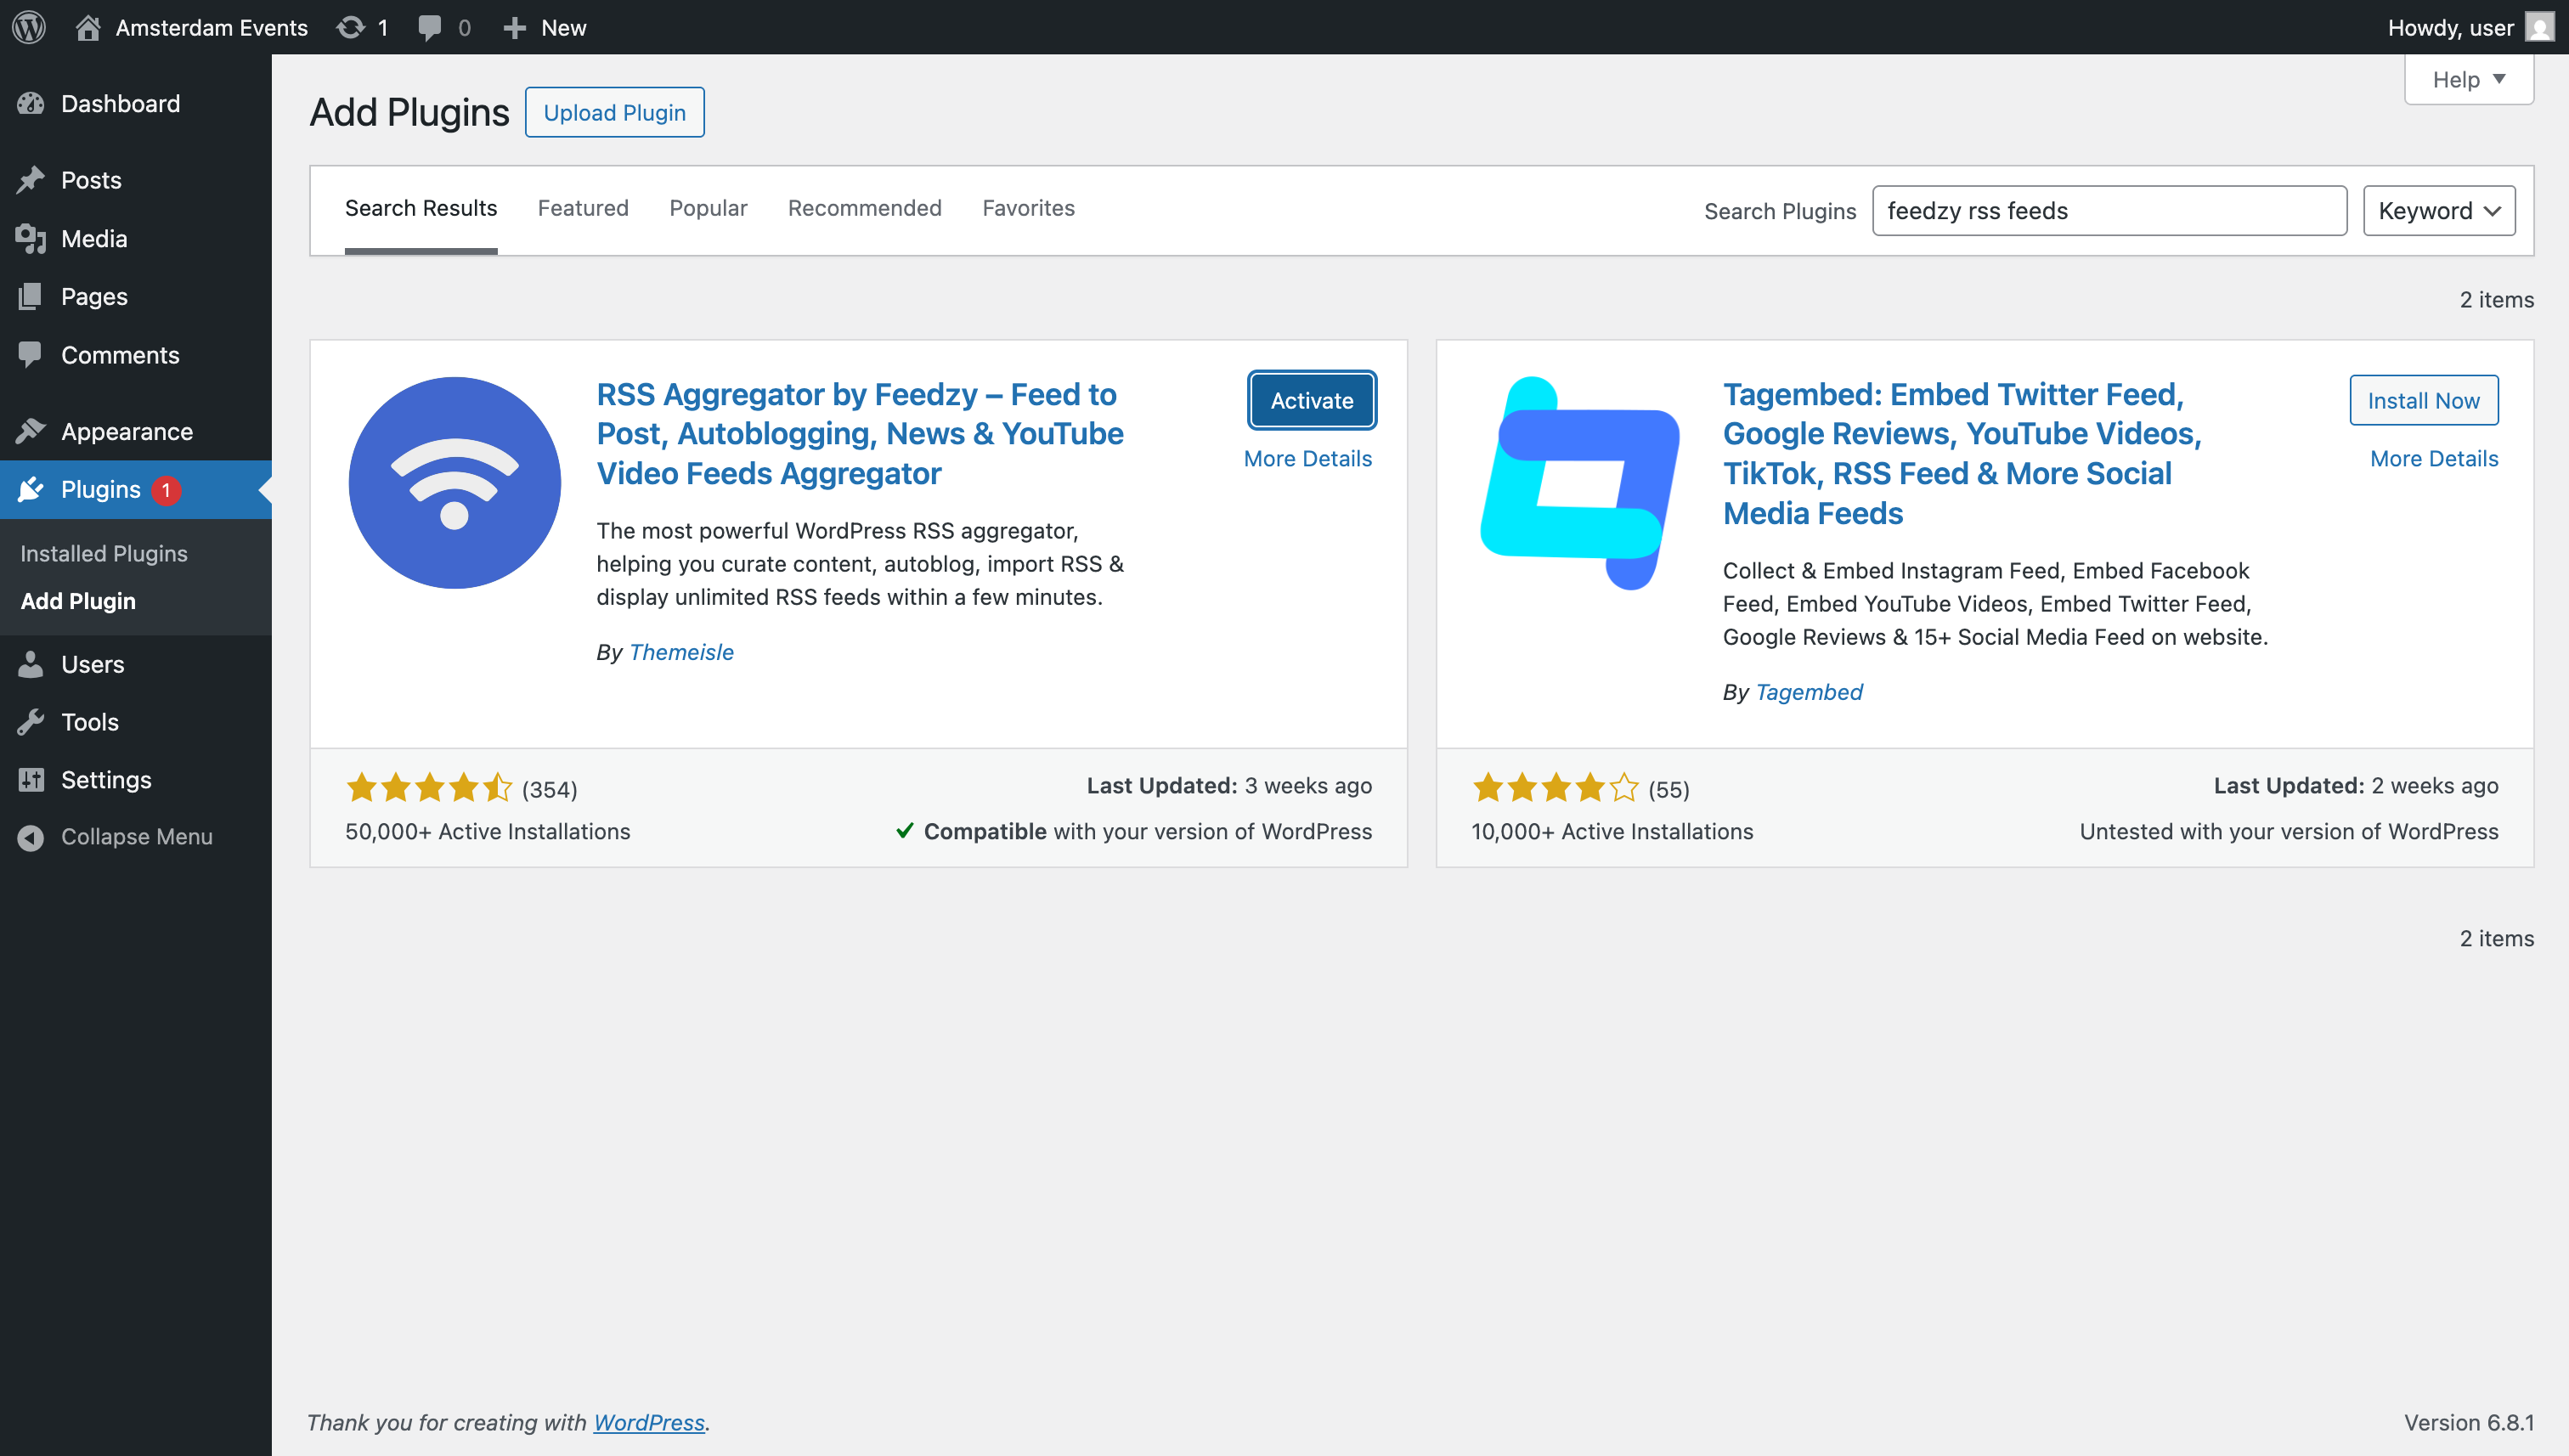 Amsterdam Events 1 0 New Howdy, user
Dashboard
Posts
Media
Pages
Comments
Appearance
Plugins 1
Installed Plugins
Add Plugin
Users
Tools
Settings
Collapse Menu
Help
Add Plugins Upload Plugin
Search Results Featured Popular Recommended Favorites Search Plugins feedzy rss feeds Keyword
2 items
RSS Aggregator by Feedzy – Feed to
Post, Autoblogging, News & YouTube
Video Feeds Aggregator
Activate
More Details
The most powerful WordPress RSS aggregator,
helping you curate content, autoblog, import RSS &
display unlimited RSS feeds within a few minutes.
By Themeisle
(354)
50,000+ Active Installations
Last Updated: 3 weeks ago
Compatible with your version of WordPress
Tagembed: Embed Twitter Feed,
Google Reviews, YouTube Videos,
TikTok, RSS Feed & More Social
Media Feeds
Install Now
More Details
Collect & Embed Instagram Feed, Embed Facebook
Feed, Embed YouTube Videos, Embed Twitter Feed,
Google Reviews & 15+ Social Media Feed on website.
By Tagembed
(55)
10,000+ Active Installations
Last Updated: 2 weeks ago
Untested with your version of WordPress
2 items
Thank you for creating with WordPress.
Version 6.8.1